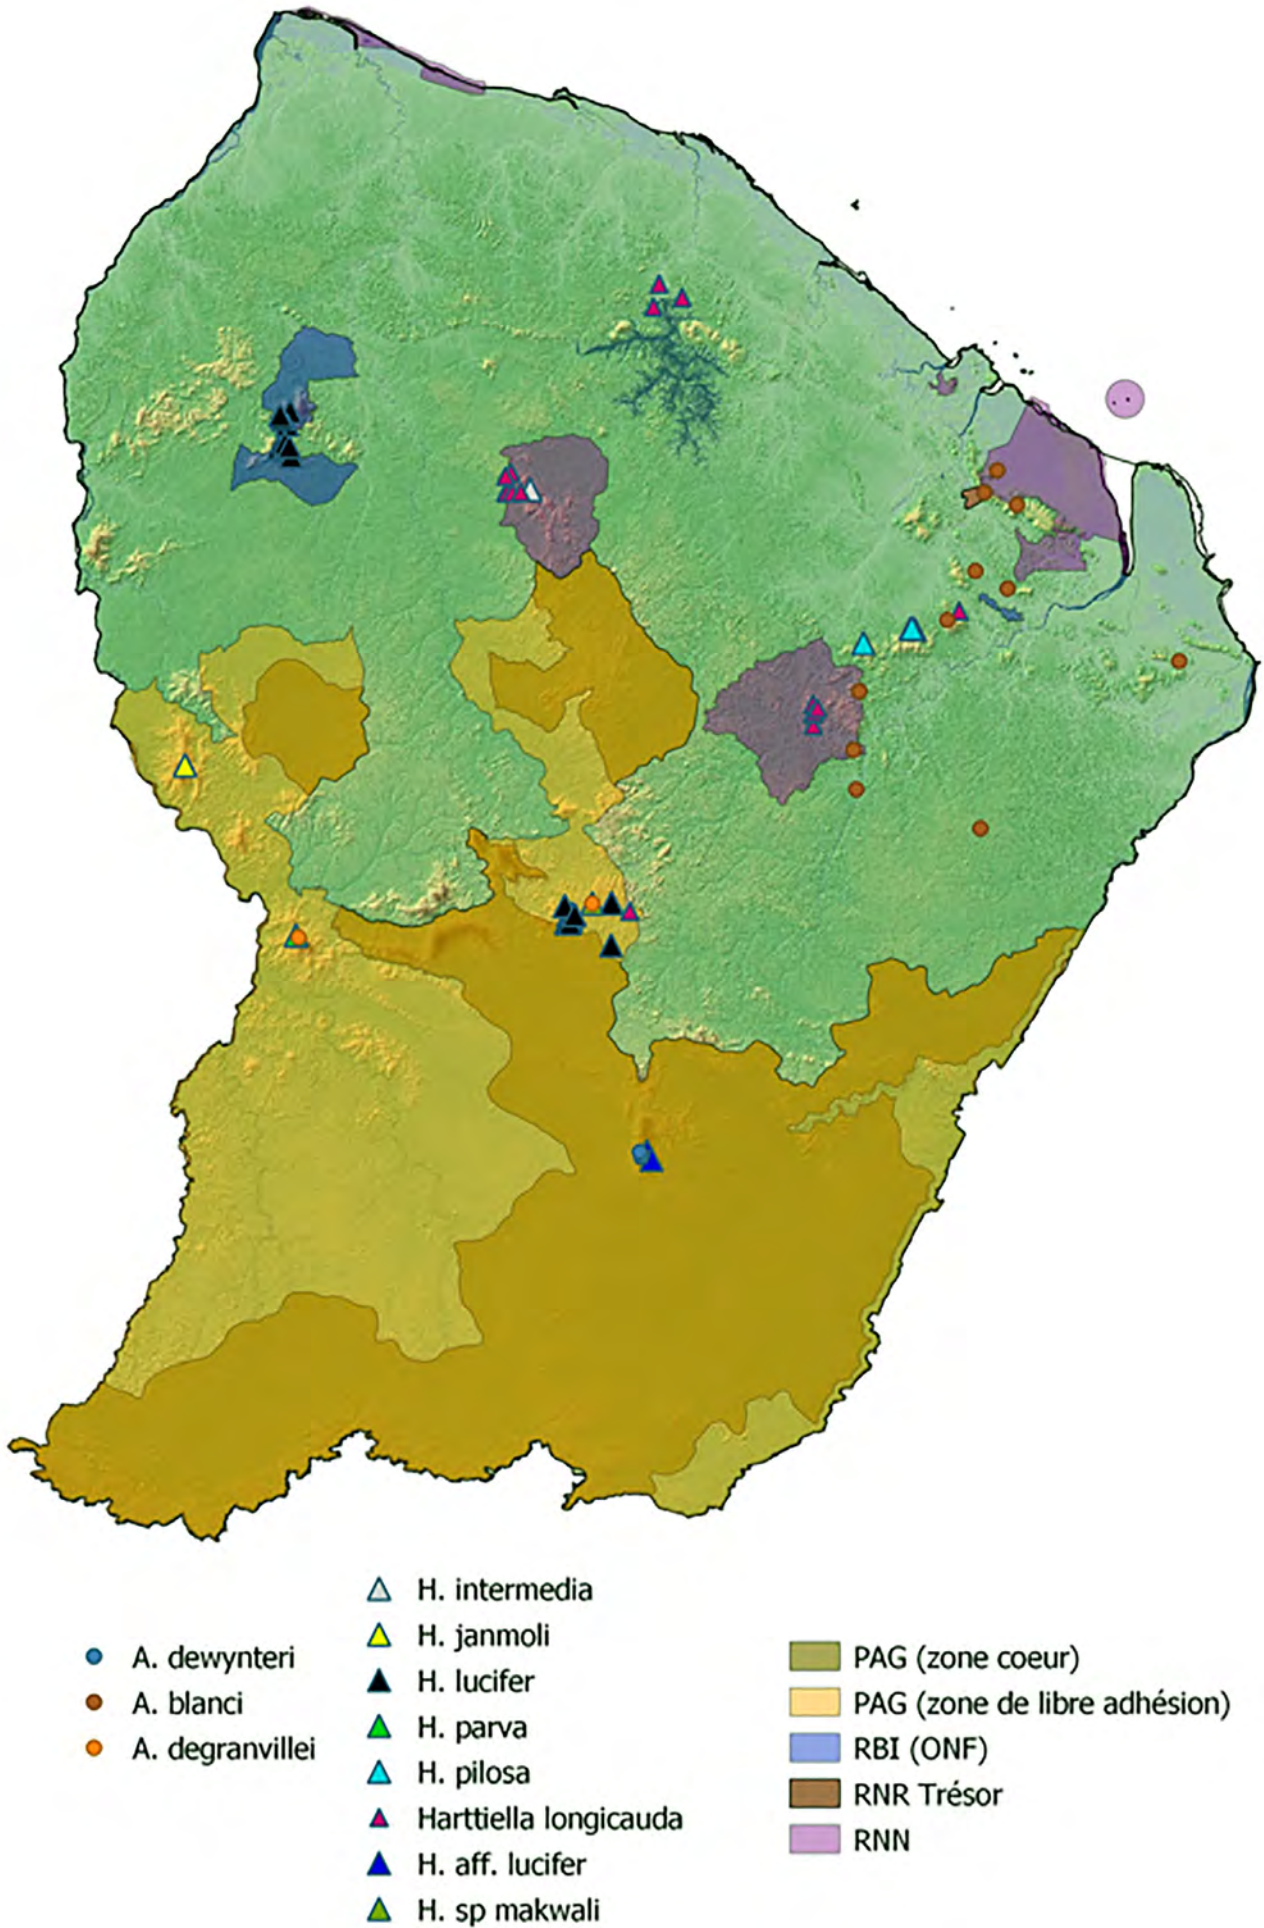 A. dewynteri
A. blanci
A. degranvillei
H. intermedia
H. janmoli
H. lucifer
H. parva
H. pilosa
Harttiella longicauda
H. aff. lucifer
H. sp makwali
PAG (zone coeur)
PAG (zone de libre adhésion)
RBI (ONF)
RNR Trésor
RNN